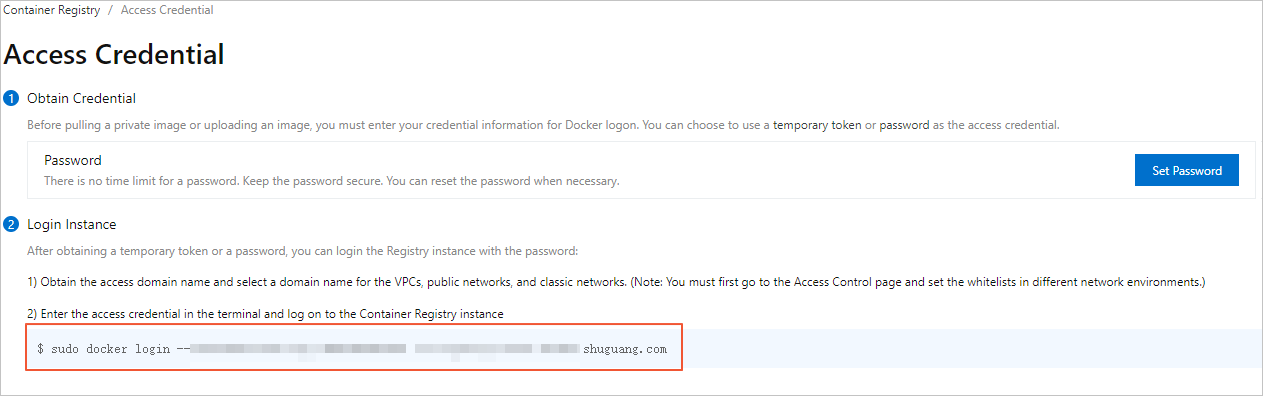 Container Registry / Access Credential
Access Credential
1 Obtain Credential
Before pulling a private image or uploading an image, you must enter your credential information for Docker logon. You can choose to use a temporary token or password as the access credential.
Password
There is no time limit for a password. Keep the password secure. You can reset the password when necessary.
Set Password
2 Login Instance
After obtaining a temporary token or a password, you can login the Registry instance with the password:
1) Obtain the access domain name and select a domain name for the VPCs, public networks, and classic networks. (Note: You must first go to the Access Control page and set the whitelists in different network environments.)
2) Enter the access credential in the terminal and log on to the Container Registry instance
$ sudo docker login -- shuguang.com